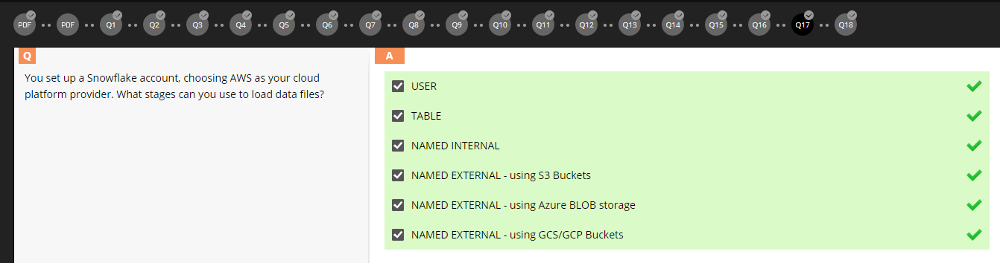 PDF PDF Q1 Q2 Q3 Q4 Q5 Q6 Q7 Q8 Q9 Q10 Q11 Q12 Q13 Q14 Q15 Q16 Q17 Q18
Q
You set up a Snowflake account, choosing AWS as your cloud
platform provider. What stages can you use to load data files?
A
USER
TABLE
NAMED INTERNAL
NAMED EXTERNAL - using S3 Buckets
NAMED EXTERNAL - using Azure BLOB storage
NAMED EXTERNAL - using GCS/GCP Buckets